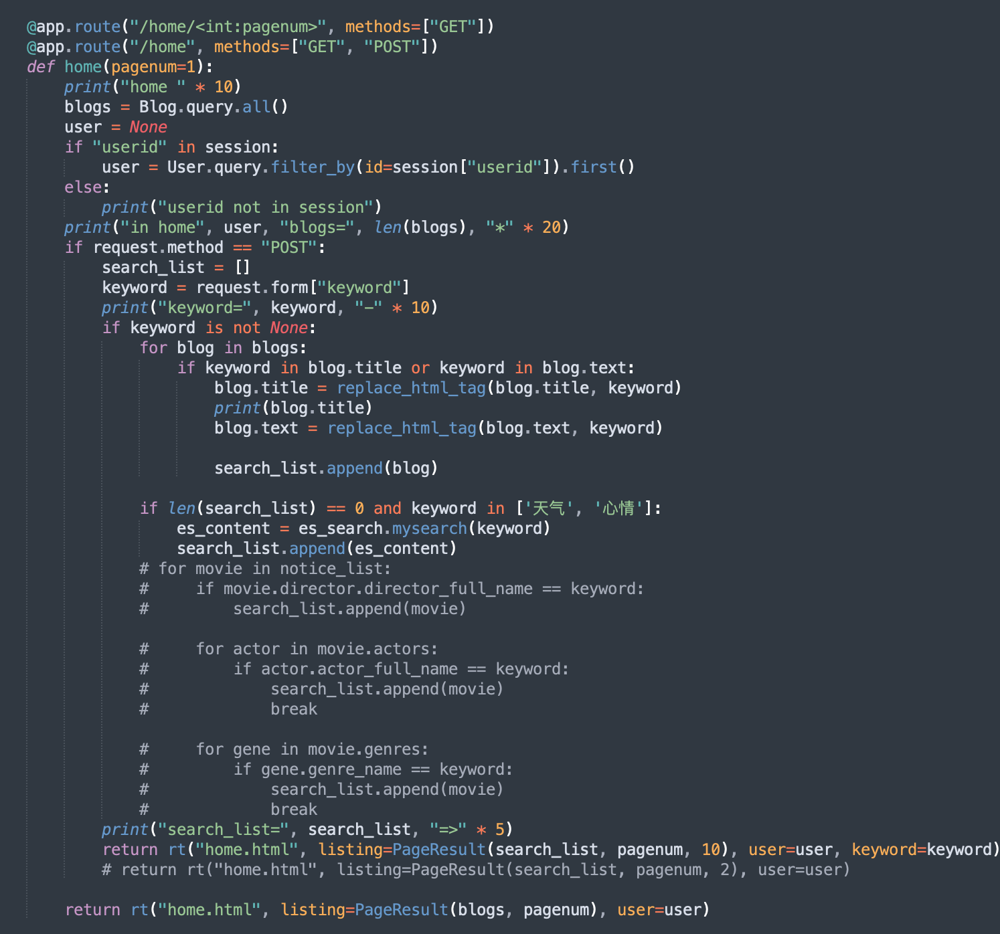 @app.route("/home/<int:pagenum>", methods=["GET"])
@app.route("/home", methods=["GET", "POST"])
def home(pagenum=1):
    print("home " * 10)
    blogs = Blog.query.all()
    user = None
    if "userid" in session:
        user = User.query.filter_by(id=session["userid"]).first()
    else:
        print("userid not in session")
    print("in home", user, "blogs=", len(blogs), "*" * 20)
    if request.method == "POST":
        search_list = []
        keyword = request.form["keyword"]
        print("keyword=", keyword, "-" * 10)
        if keyword is not None:
            for blog in blogs:
                if keyword in blog.title or keyword in blog.text:
                    blog.title = replace_html_tag(blog.title, keyword)
                    print(blog.title)
                    blog.text = replace_html_tag(blog.text, keyword)

                    search_list.append(blog)

            if len(search_list) == 0 and keyword in ['天气', '心情']:
                es_content = es_search.mysearch(keyword)
                search_list.append(es_content)
            # for movie in notice_list:
            #     if movie.director.director_full_name == keyword:
            #         search_list.append(movie)

            #     for actor in movie.actors:
            #         if actor.actor_full_name == keyword:
            #             search_list.append(movie)
            #             break

            #     for gene in movie.genres:
            #         if gene.genre_name == keyword:
            #             search_list.append(movie)
            #             break
        print("search_list=", search_list, "=>" * 5)
        return rt("home.html", listing=PageResult(search_list, pagenum, 10), user=user, keyword=keyword)
        # return rt("home.html", listing=PageResult(search_list, pagenum, 2), user=user)

    return rt("home.html", listing=PageResult(blogs, pagenum), user=user)